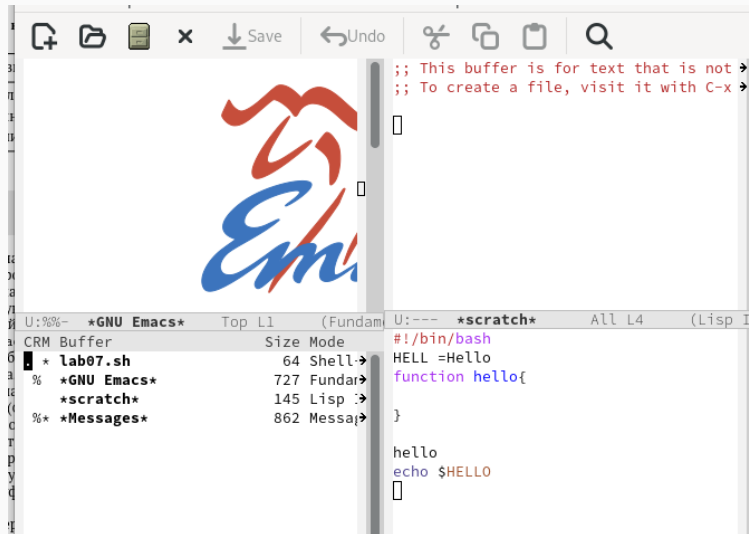 Save Undo
;; This buffer is for text that is not
;; To create a file, visit it with C-x
Em
U:%%- *GNU Emacs* Top L1 (Fundam
U:--- *scratch* All L4 (Lisp I
CRM Buffer Size Mode
. * lab07.sh 64 Shell-
% *GNU Emacs* 727 Fundar
*scratch* 145 Lisp I
%* *Messages* 862 Messag
#!/bin/bash
HELL =Hello
function hello{
}
hello
echo $HELLO